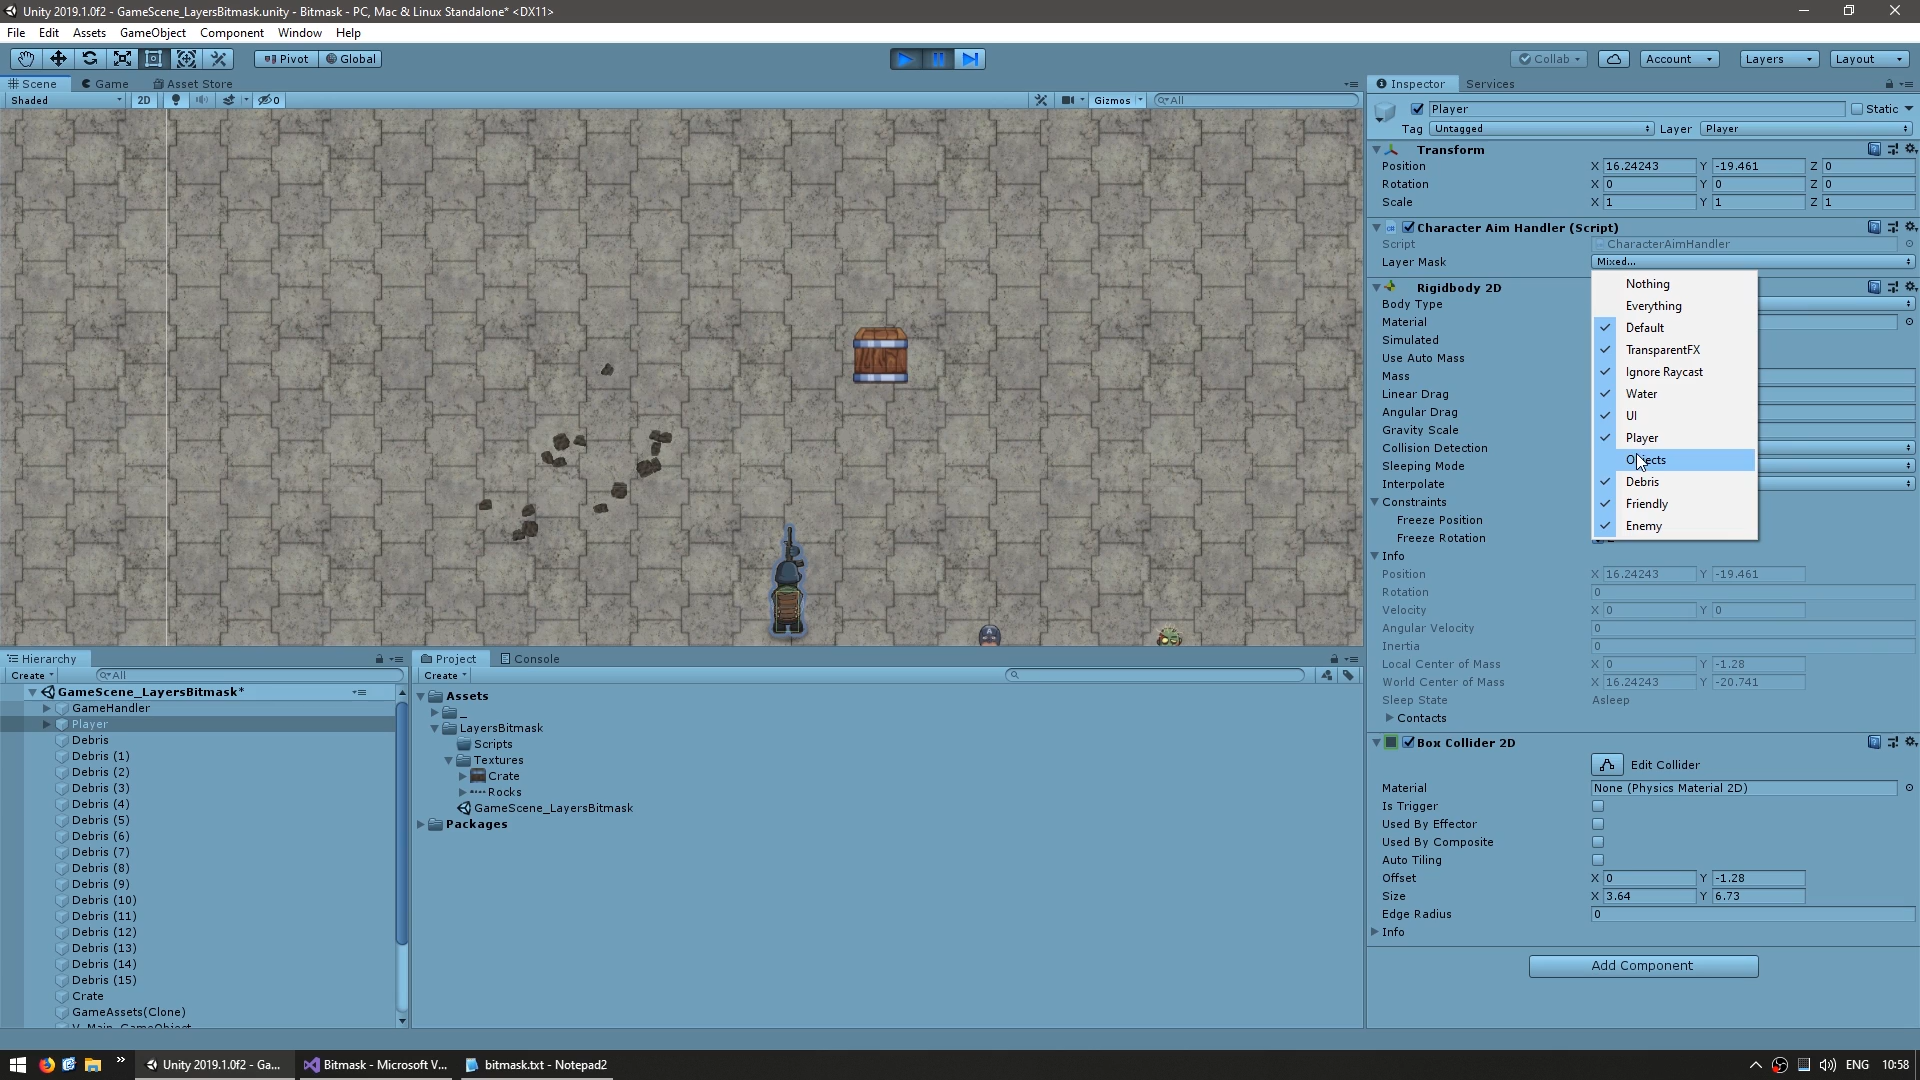 Unity 2019.1.0f2 - GameScene_LayersBitmask.unity - Bitmask - PC, Mac & Linux Standalone* <DX11>
File Edit Assets GameObject Component Window Help
Pivot Global Collab Account Layers Layout
Scene Game Asset Store
Shaded 2D 0 Gizmos All
Inspector Services
Player Static
Tag Untagged Layer Player
Transform
Position X 16.24243 Y -19.461 Z 0
Rotation X 0 Y 0 Z 0
Scale X 1 Y 1 Z 1
Character Aim Handler (Script)
Script CharacterAimHandler
Layer Mask Mixed...
Nothing
Everything
Default
TransparentFX
Ignore Raycast
Water
UI
Player
Objects
Debris
Friendly
Enemy
Rigidbody 2D
Body Type
Material
Simulated
Use Auto Mass
Mass
Linear Drag
Angular Drag
Gravity Scale
Collision Detection
Sleeping Mode
Interpolate
Constraints
Freeze Position
Freeze Rotation
Info
Position X 16.24243 Y -19.461
Rotation 0
Velocity X 0 Y 0
Angular Velocity 0
Inertia 0
Local Center of Mass X 0 Y -1.28
World Center of Mass X 16.24243 Y -20.741
Sleep State Asleep
Contacts
Box Collider 2D
Edit Collider
Material None (Physics Material 2D)
Is Trigger
Used By Effector
Used By Composite
Auto Tiling
Offset X 0 Y -1.28
Size X 3.64 Y 6.73
Edge Radius 0
Info
Add Component
Hierarchy
Create All
GameScene_LayersBitmask*
GameHandler
Player
Debris
Debris (1)
Debris (2)
Debris (3)
Debris (4)
Debris (5)
Debris (6)
Debris (7)
Debris (8)
Debris (9)
Debris (10)
Debris (11)
Debris (12)
Debris (13)
Debris (14)
Debris (15)
Crate
GameAssets(Clone)
V_Main_GameObject
Project Console
Create
Assets
_
LayersBitmask
Scripts
Textures
Crate
Rocks
GameScene_LayersBitmask
Packages
Unity 2019.1.0f2 - Ga... Bitmask - Microsoft V... bitmask.txt - Notepad2 ENG 10:58